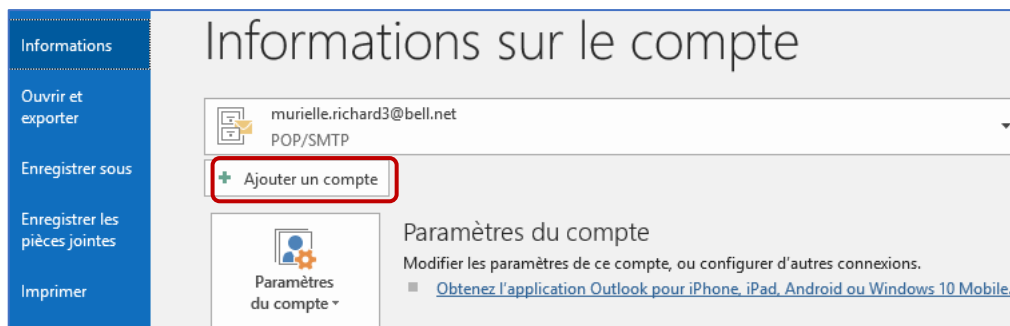 Informations
Ouvrir et
exporter
Enregistrer sous
Enregistrer les
pièces jointes
Imprimer
Informations sur le compte
murielle.richard3@bell.net
POP/SMTP
Ajouter un compte
Paramètres
du compte
Paramètres du compte
Modifier les paramètres de ce compte, ou configurer d'autres connexions.
Obtenez l'application Outlook pour iPhone, iPad, Android ou Windows 10 Mobile.